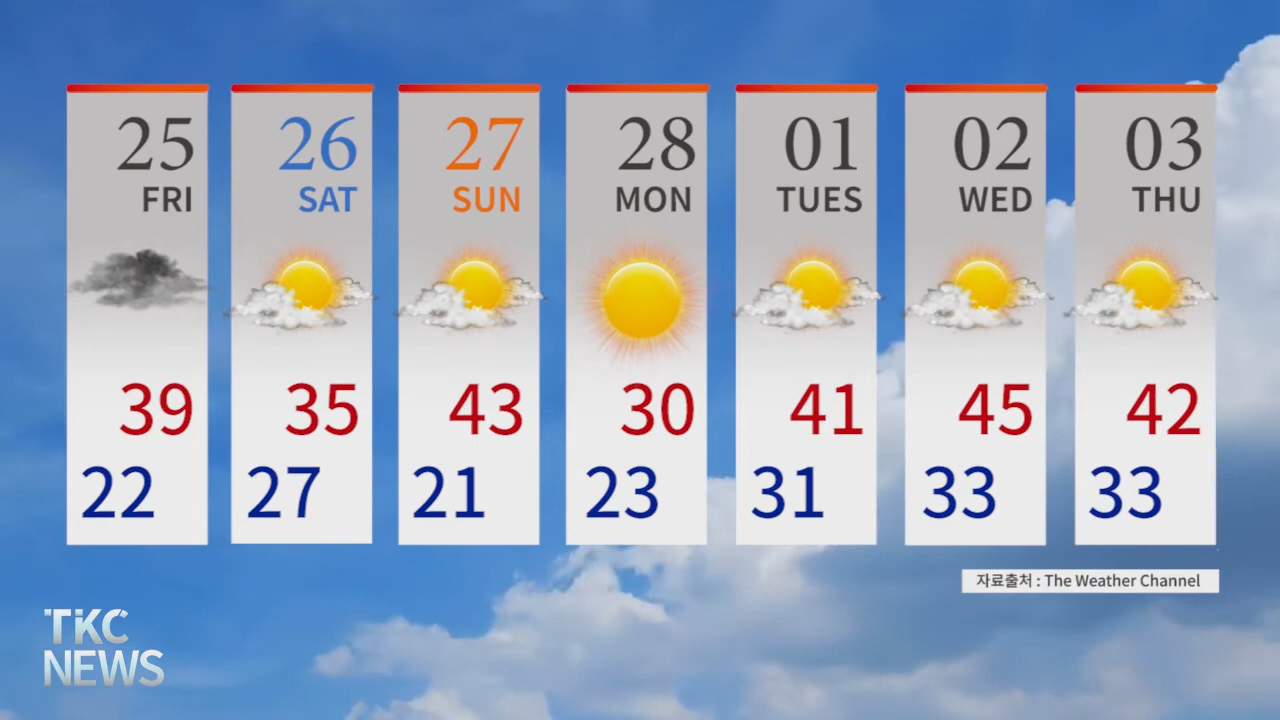 25
FRI
39
22
26
SAT
35
27
27
SUN
43
21
28
MON
30
23
01
TUES
41
31
02
WED
45
33
03
THU
42
33
자료출처 : The Weather Channel
TKC
NEWS